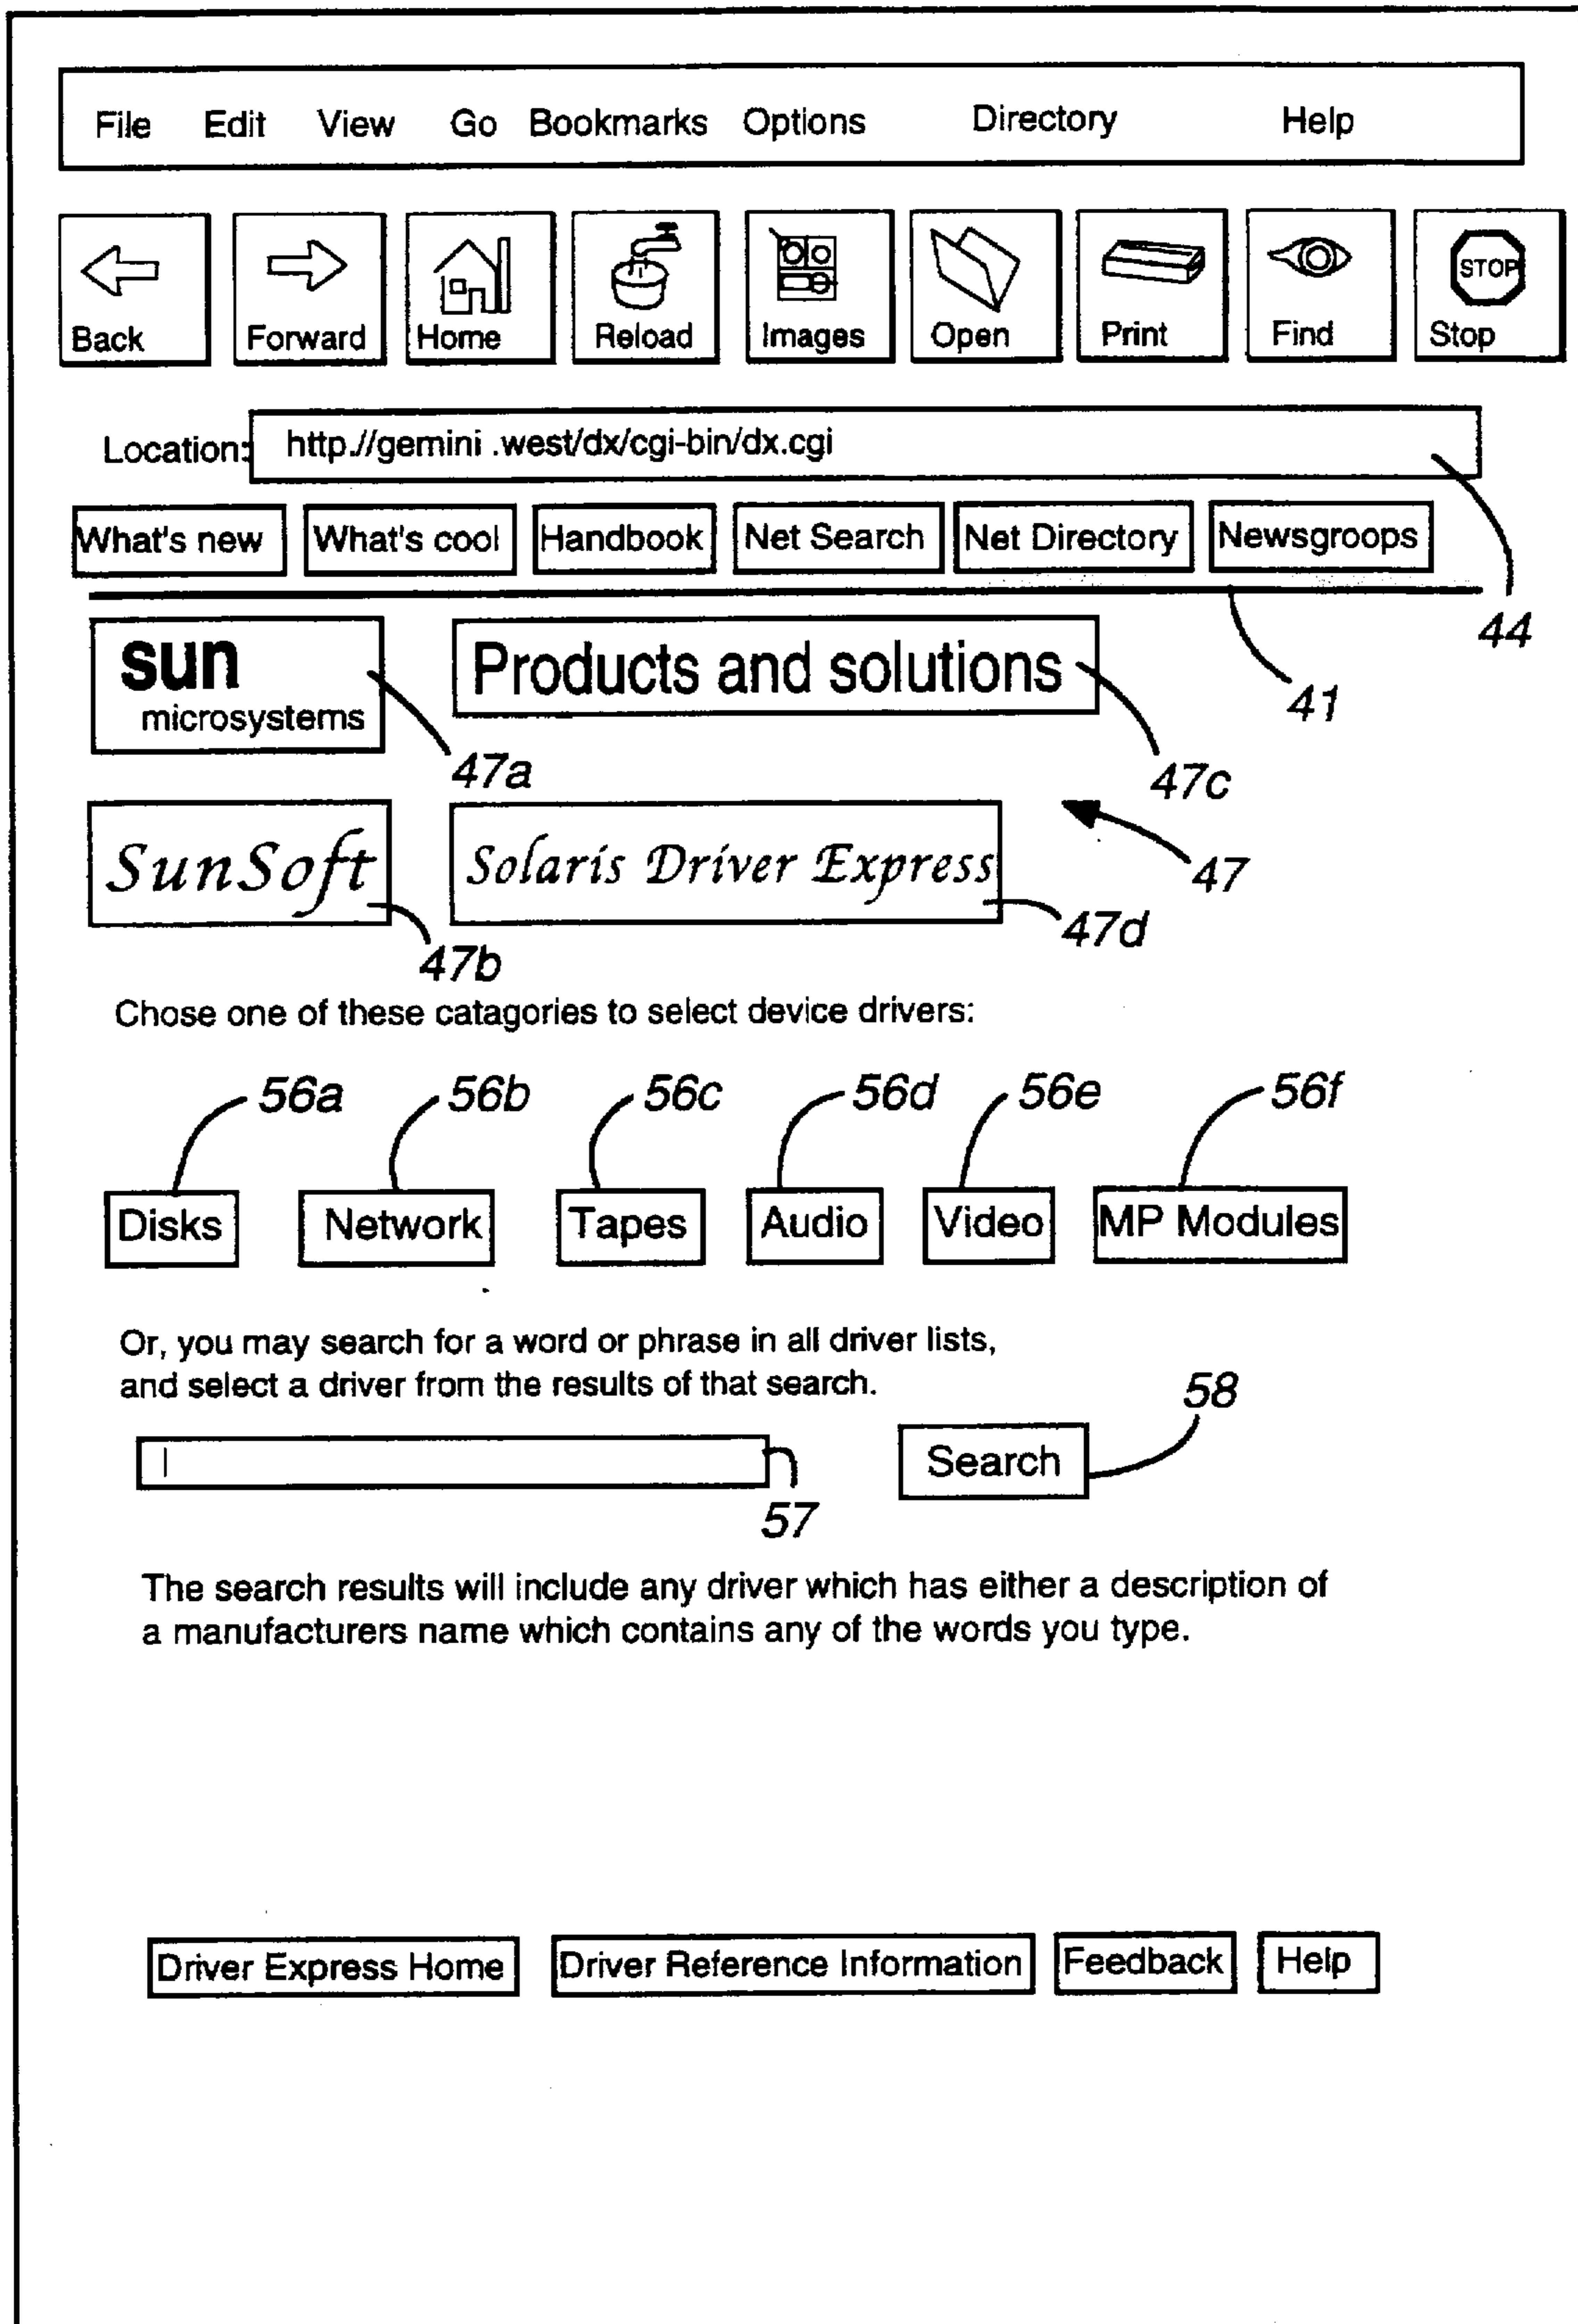 File Edit View Go Bookmarks Options Directory Help
STOP
Back Forward Home Reload Images Open Print Find Stop
Location: http.//gemini .west/dx/cgi-bin/dx.cgi
What's new What's cool Handbook Net Search Net Directory Newsgroops
44
sun Products and solutions
microsystems
41
47a 47c
SunSoft Solaris Driver Express
47
47d
47b
Chose one of these catagories to select device drivers:
56a 56b 56c 56d 56e 56f
Disks Network Tapes Audio Video MP Modules
Or, you may search for a word or phrase in all driver lists,
and select a driver from the results of that search.
58
Search
57
The search results will include any driver which has either a description of
a manufacturers name which contains any of the words you type.
Driver Express Home Driver Reference Information Feedback Help